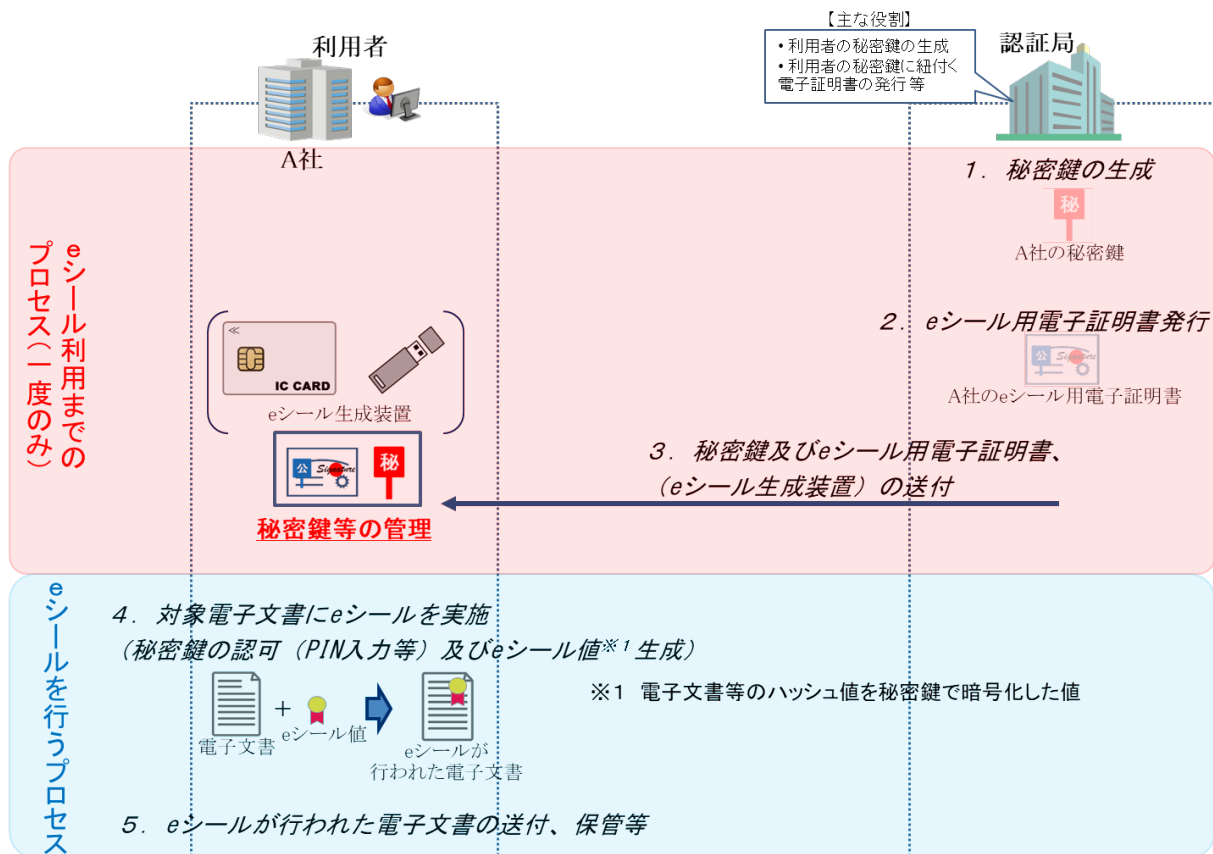 【主な役割】
・利用者の秘密鍵の生成
・利用者の秘密鍵に紐付く
電子証明書の発行等
利用者
認証局
A社
eシール利用までの
プロセス（一度のみ）
1. 秘密鍵の生成
秘
A社の秘密鍵
2. eシール用電子証明書発行
公 Signature
A社のeシール用電子証明書
IC CARD
eシール生成装置
公 Signature 秘
秘密鍵等の管理
3. 秘密鍵及びeシール用電子証明書、
（eシール生成装置）の送付
eシールを行うプロセス
4. 対象電子文書にeシールを実施
（秘密鍵の認可（PIN入力等）及びeシール値※1生成）
※1 電子文書等のハッシュ値を秘密鍵で暗号化した値
+
電子文書
eシール値
eシールが
行われた電子文書
5. eシールが行われた電子文書の送付、保管等